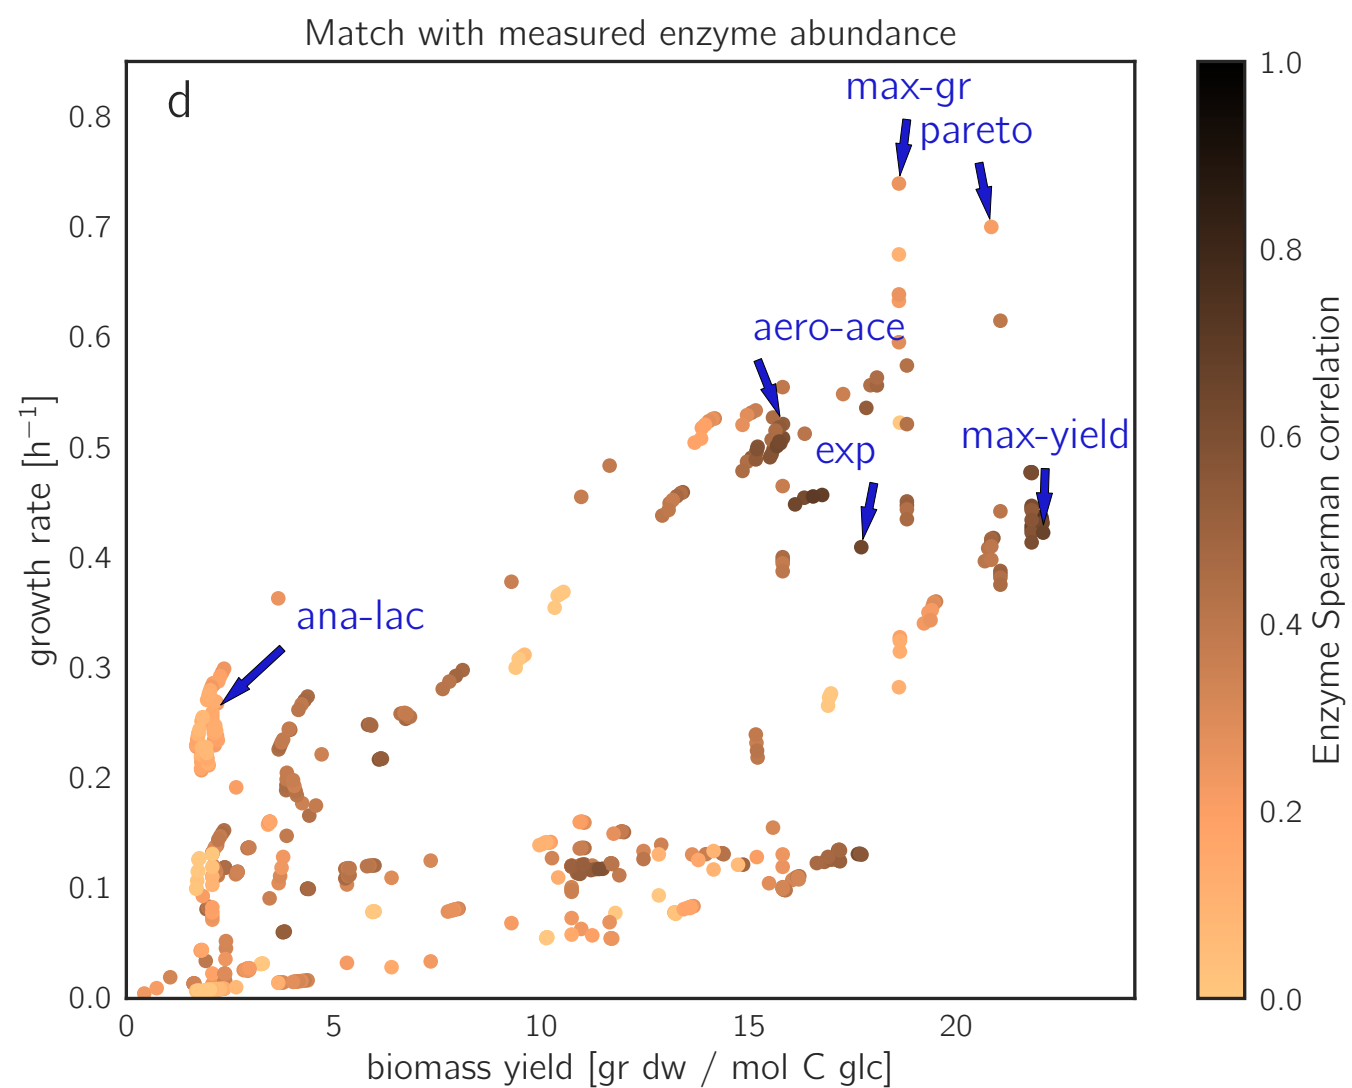 Match with measured enzyme abundance
d
max-gr
pareto
aero-ace
exp
max-yield
ana-lac
growth rate [h⁻¹]
0.8
0.7
0.6
0.5
0.4
0.3
0.2
0.1
0.0
0
5
10
15
20
biomass yield [gr dw / mol C glc]
1.0
0.8
0.6
0.4
0.2
0.0
Enzyme Spearman correlation